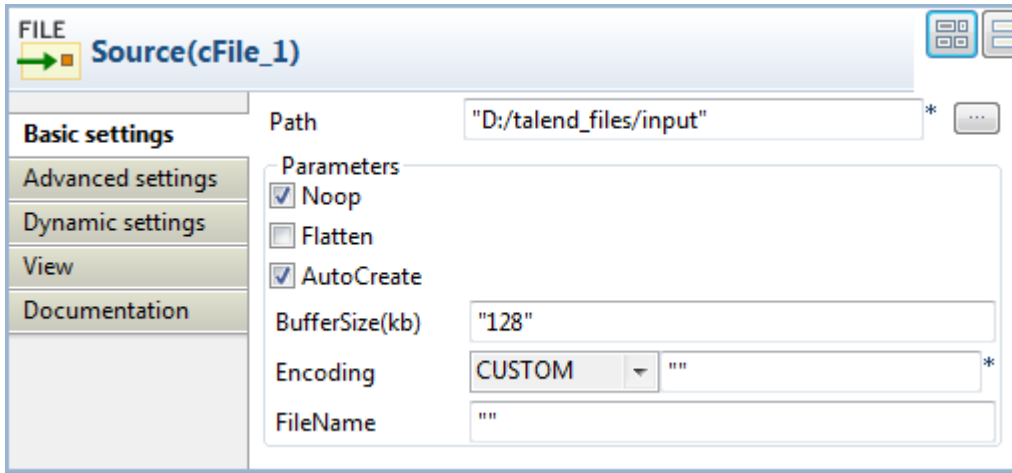 FILE
Source(cFile_1)
Basic settings
Advanced settings
Dynamic settings
View
Documentation
Path "D:/talend_files/input" * ...
Parameters
Noop
Flatten
AutoCreate
BufferSize(kb) "128"
Encoding CUSTOM "" *
FileName ""